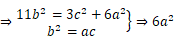 ⇒ 11b² = 3c² + 6a²
b² = ac } ⇒ 6a²